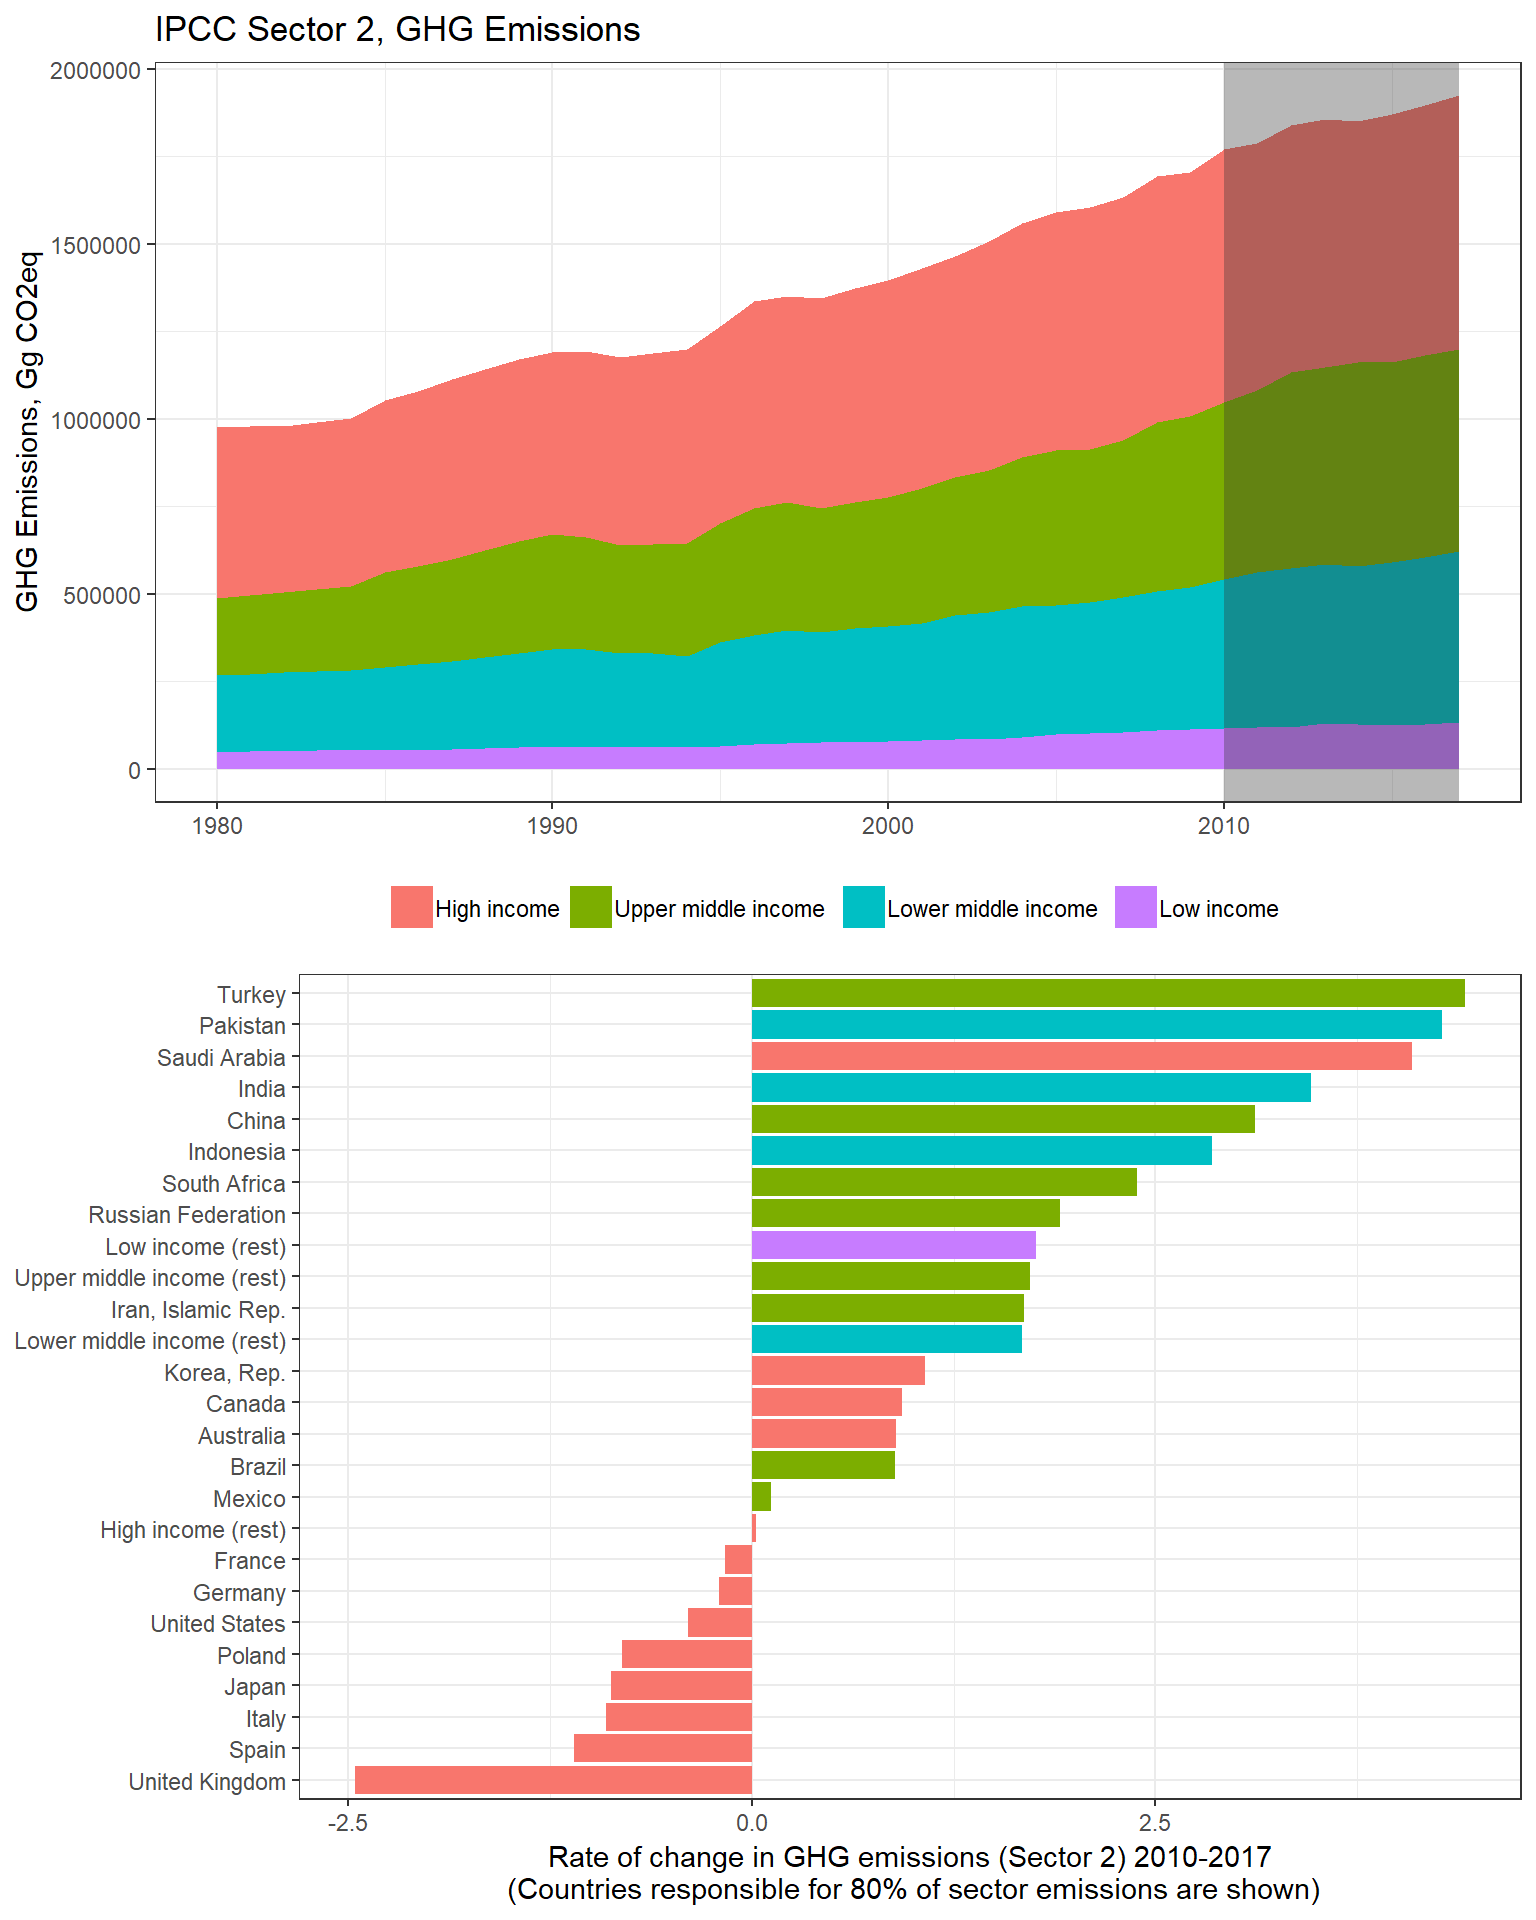 IPCC Sector 2, GHG Emissions
GHG Emissions, Gg CO2eq
2000000
1500000
1000000
500000
0
1980 1990 2000 2010
High income Upper middle income Lower middle income Low income
Turkey
Pakistan
Saudi Arabia
India
China
Indonesia
South Africa
Russian Federation
Low income (rest)
Upper middle income (rest)
Iran, Islamic Rep.
Lower middle income (rest)
Korea, Rep.
Canada
Australia
Brazil
Mexico
High income (rest)
France
Germany
United States
Poland
Japan
Italy
Spain
United Kingdom
-2.5 0.0 2.5
Rate of change in GHG emissions (Sector 2) 2010-2017
(Countries responsible for 80% of sector emissions are shown)